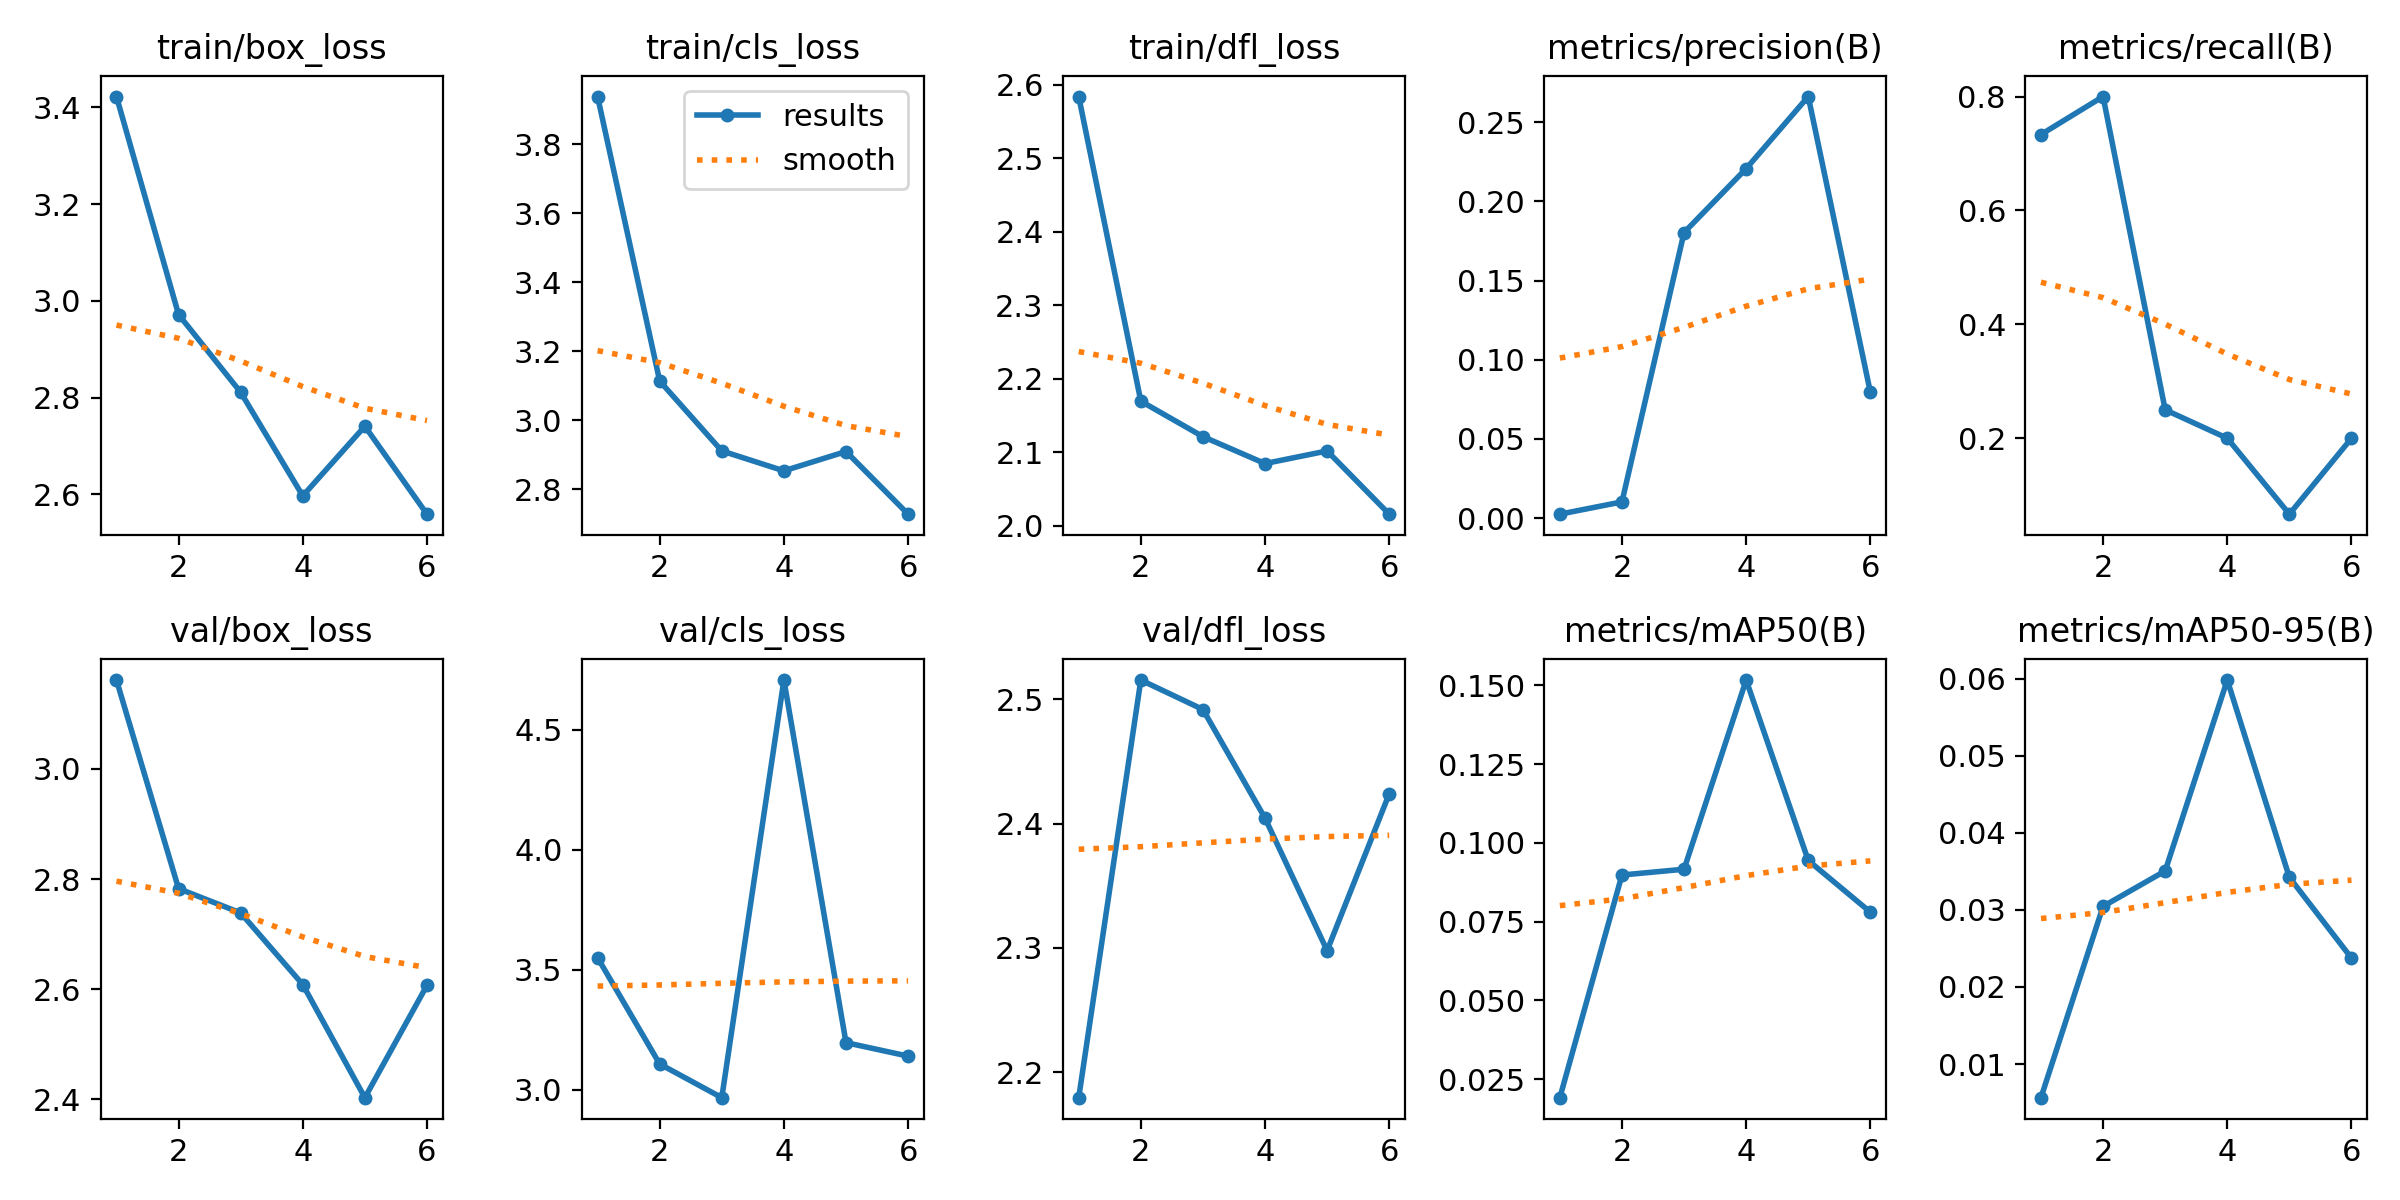 train/box_loss
train/cls_loss
train/dfl_loss
metrics/precision(B)
metrics/recall(B)
3.4
3.2
3.0
2.8
2.6
2 4 6
results
smooth
3.8
3.6
3.4
3.2
3.0
2.8
2 4 6
2.6
2.5
2.4
2.3
2.2
2.1
2.0
2 4 6
0.25
0.20
0.15
0.10
0.05
0.00
2 4 6
0.8
0.6
0.4
0.2
2 4 6
val/box_loss
val/cls_loss
val/dfl_loss
metrics/mAP50(B)
metrics/mAP50-95(B)
3.0
2.8
2.6
2.4
2 4 6
4.5
4.0
3.5
3.0
2 4 6
2.5
2.4
2.3
2.2
2 4 6
0.150
0.125
0.100
0.075
0.050
0.025
2 4 6
0.06
0.05
0.04
0.03
0.02
0.01
2 4 6